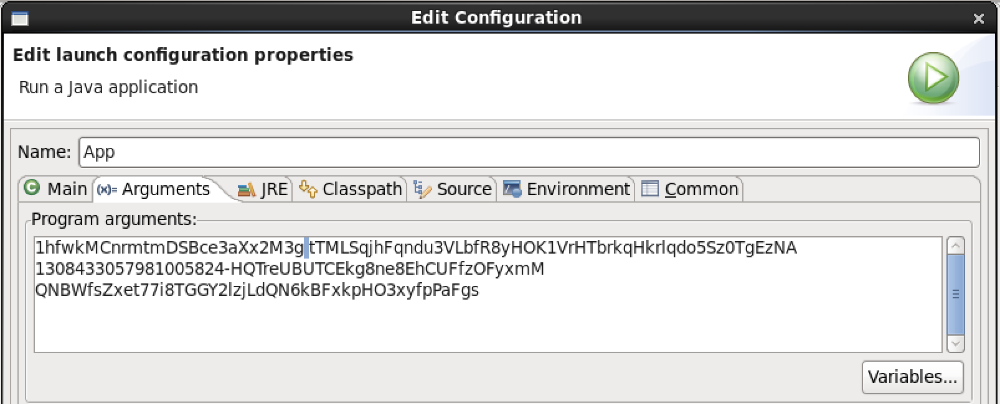 Edit Configuration
Edit launch configuration properties
Run a Java application
Name: App
Main (x)= Arguments JRE Classpath Source Environment Common
Program arguments:
1hfwkMCnrmtmDSBce3aXx2M3g tTMLSqjhFqndu3VLbfR8yHOK1VrHTbrkqHkrlqdo5Sz0TgEzNA
1308433057981005824-HQTreUBUTCEkg8ne8EhCUFfzOFyxmM
QNBWfsZxet77i8TGGY2lzjLdQN6kBFxkpHO3xyfpPaFgs
Variables...